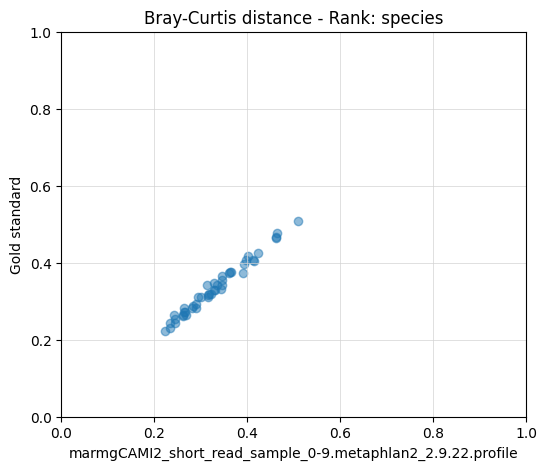 Bray-Curtis distance - Rank: species
1.0
0.8
0.6
0.4
0.2
0.0
Gold standard
0.0 0.2 0.4 0.6 0.8 1.0
marmgCAMI2_short_read_sample_0-9.metaphlan2_2.9.22.profile